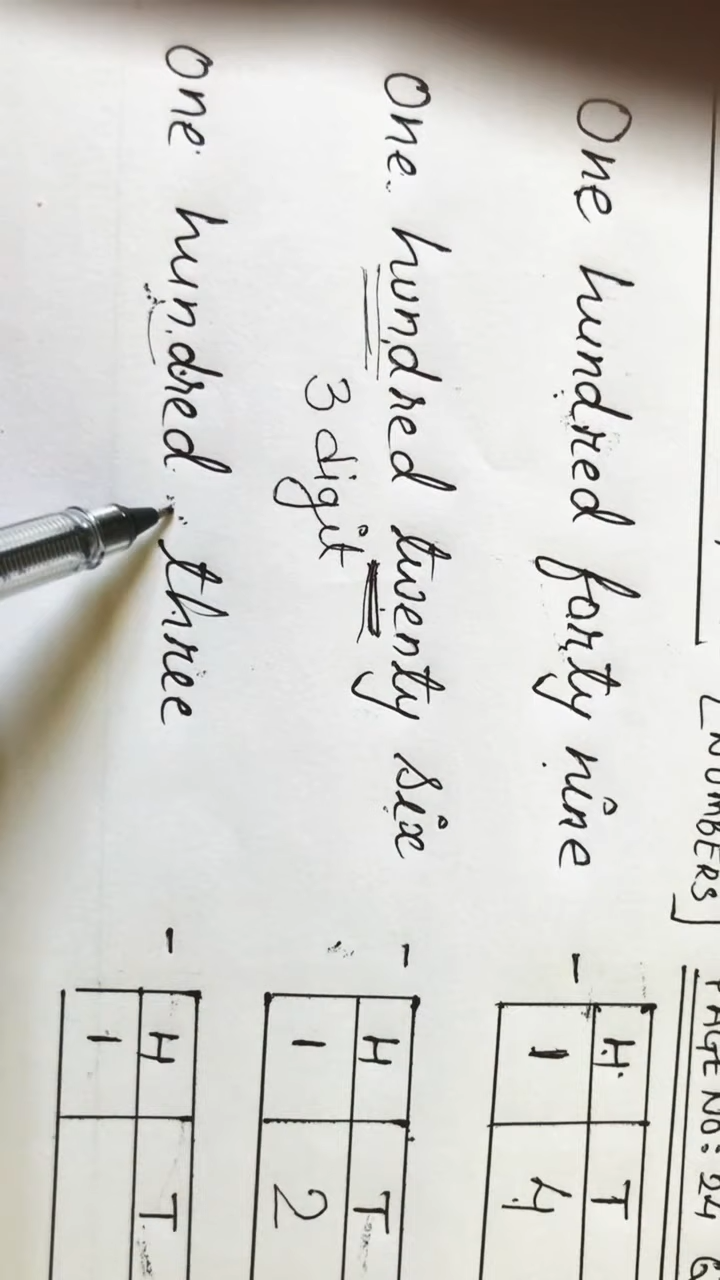 [NUMBERS] PAGE NO: 24
One hundred forty nine - H T
1 4
One hundred twenty six - H T
1 2
3 digit
One hundred three - H T
1